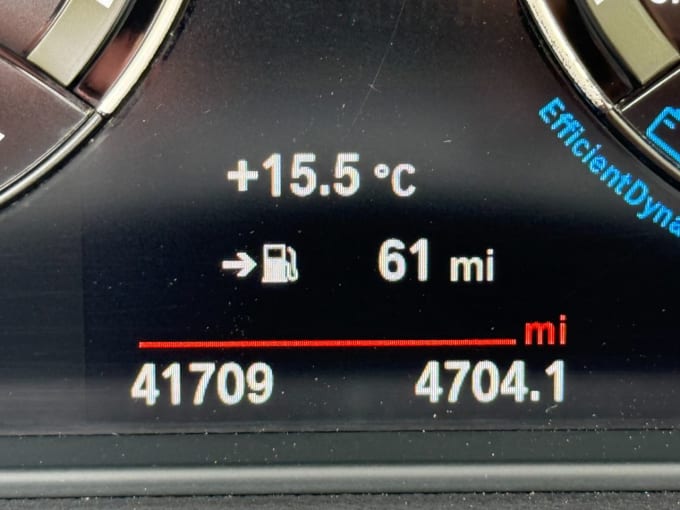 +15.5 °C
EfficientDyna
→ 61 mi
mi
41709 4704.1